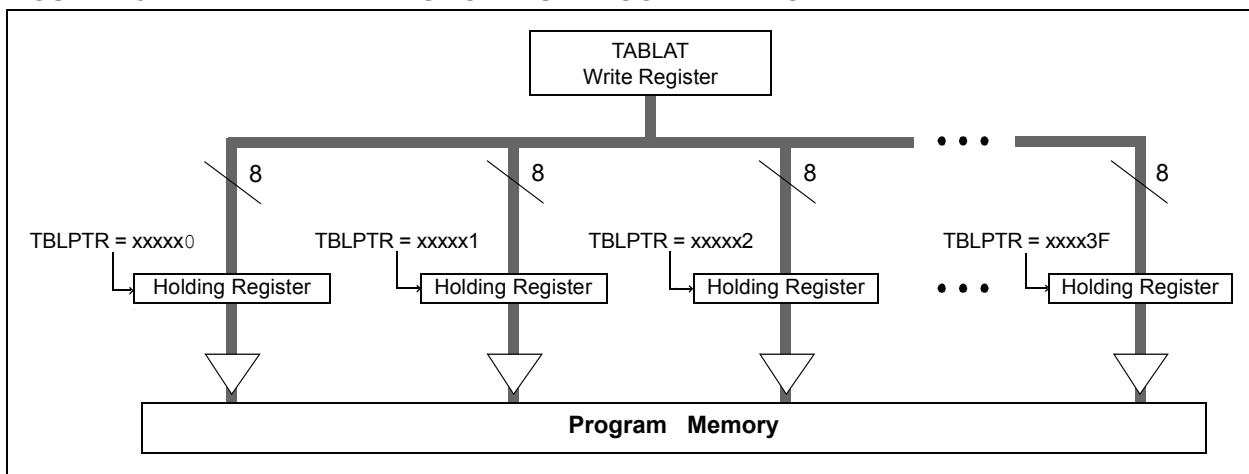 TABLAT
Write Register
8 8 8 8
TBLPTR = xxxxx0 TBLPTR = xxxxx1 TBLPTR = xxxxx2 TBLPTR = xxxx3F
Holding Register Holding Register Holding Register Holding Register
Program Memory